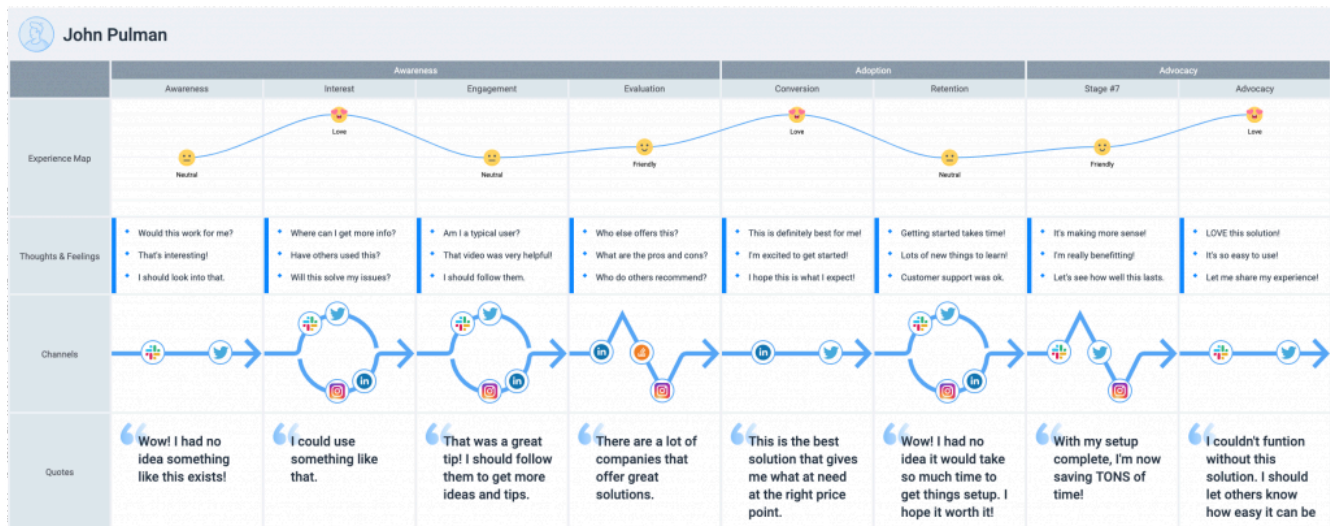 John Pulman
Awareness
Adoption
Advocacy
Awareness
Interest
Engagement
Evaluation
Conversion
Retention
Stage #7
Advocacy
Experience Map
Neutral
Love
Neutral
Friendly
Love
Neutral
Friendly
Love
Thoughts & Feelings
Would this work for me?
That's interesting!
I should look into that.
Where can I get more info?
Have others used this?
Will this solve my issues?
Am I a typical user?
That video was very helpful!
I should follow them.
Who else offers this?
What are the pros and cons?
Who do others recommend?
This is definitely best for me!
I'm excited to get started!
I hope this is what I expect!
Getting started takes time!
Lots of new things to learn!
Customer support was ok.
It's making more sense!
I'm really benefitting!
Let's see how well this lasts.
LOVE this solution!
It's so easy to use!
Let me share my experience!
Channels
in
in
in
in
in
Quotes
Wow! I had no
idea something
like this exists!
I could use
something like
that.
That was a great
tip! I should follow
them to get more
ideas and tips.
There are a lot of
companies that
offer great
solutions.
This is the best
solution that gives
me what at need
at the right price
point.
Wow! I had no
idea it would take
so much time to
get things setup. I
hope it worth it!
With my setup
complete, I'm now
saving TONS of
time!
I couldn't funtion
without this
solution. I should
let others know
how easy it can be